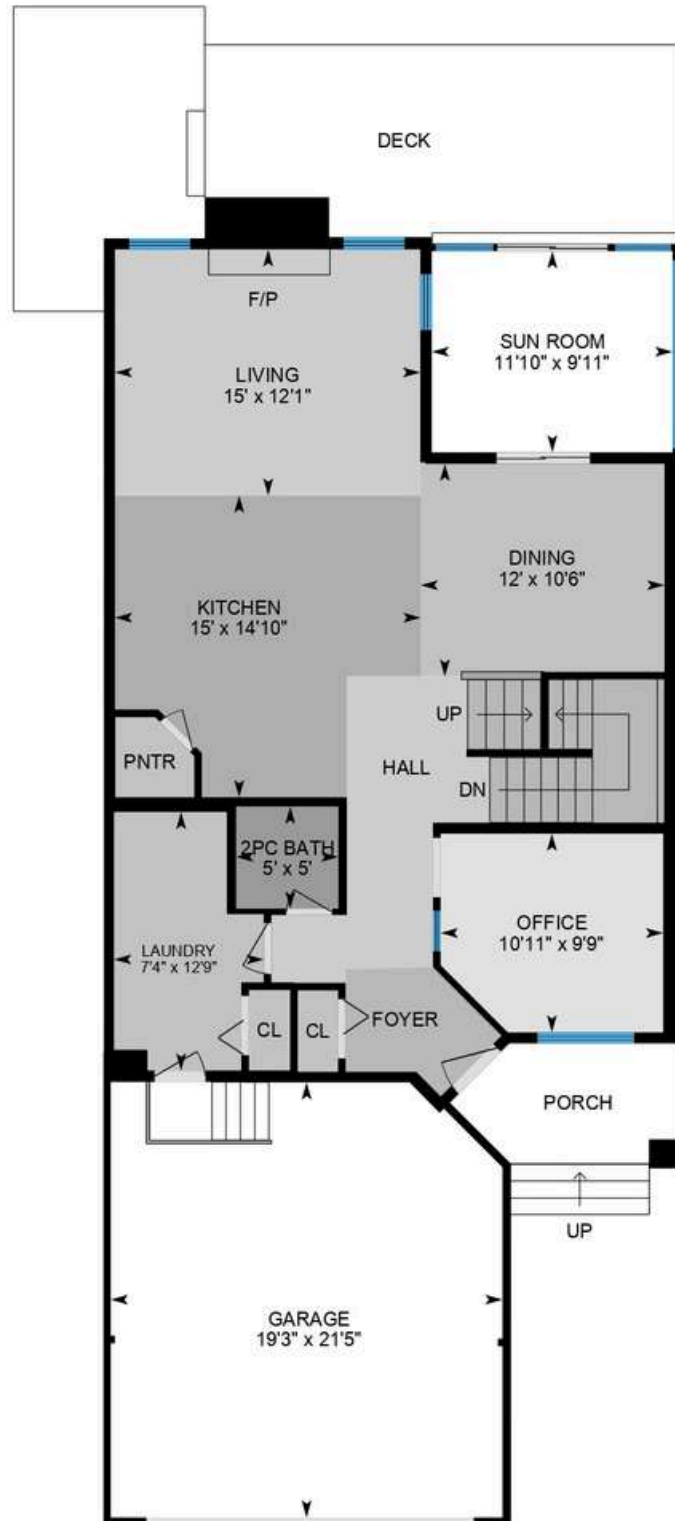 DECK
F/P
SUN ROOM
11'10" x 9'11"
LIVING
15' x 12'1"
DINING
12' x 10'6"
KITCHEN
15' x 14'10"
UP
PNTR
HALL
DN
2PC BATH
5' x 5'
OFFICE
10'11" x 9'9"
LAUNDRY
7'4" x 12'9"
CL
CL
FOYER
PORCH
UP
GARAGE
19'3" x 21'5"